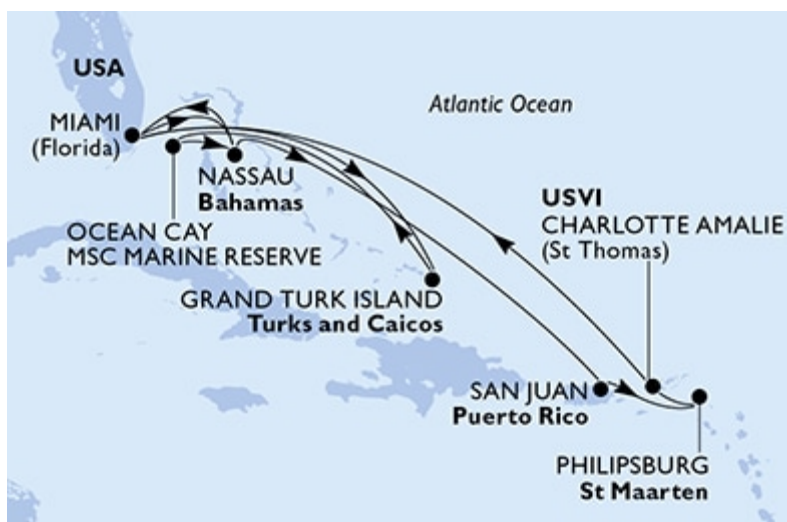 USA
Atlantic Ocean
MIAMI
(Florida)
NASSAU
Bahamas
USVI
CHARLOTTE AMALIE
(St Thomas)
OCEAN CAY
MSC MARINE RESERVE
GRAND TURK ISLAND
Turks and Caicos
SAN JUAN
Puerto Rico
PHILIPSBURG
St Maarten